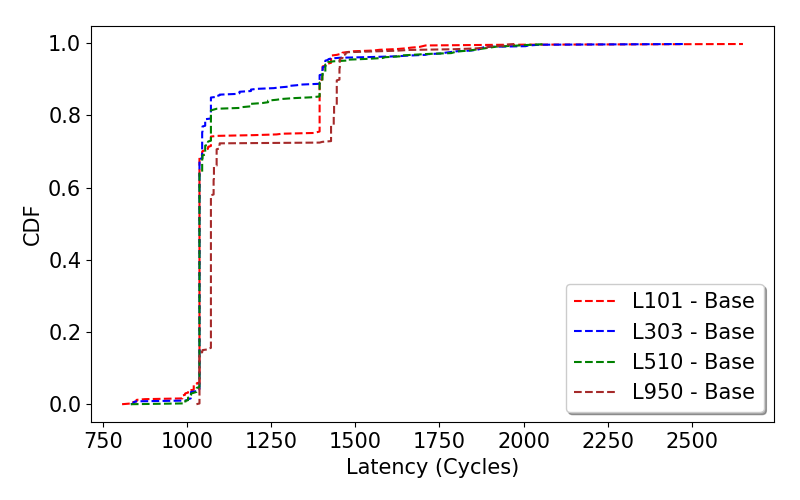 1.0
0.8
0.6
0.4
0.2
0.0
CDF
750 1000 1250 1500 1750 2000 2250 2500
Latency (Cycles)
L101 - Base
L303 - Base
L510 - Base
L950 - Base